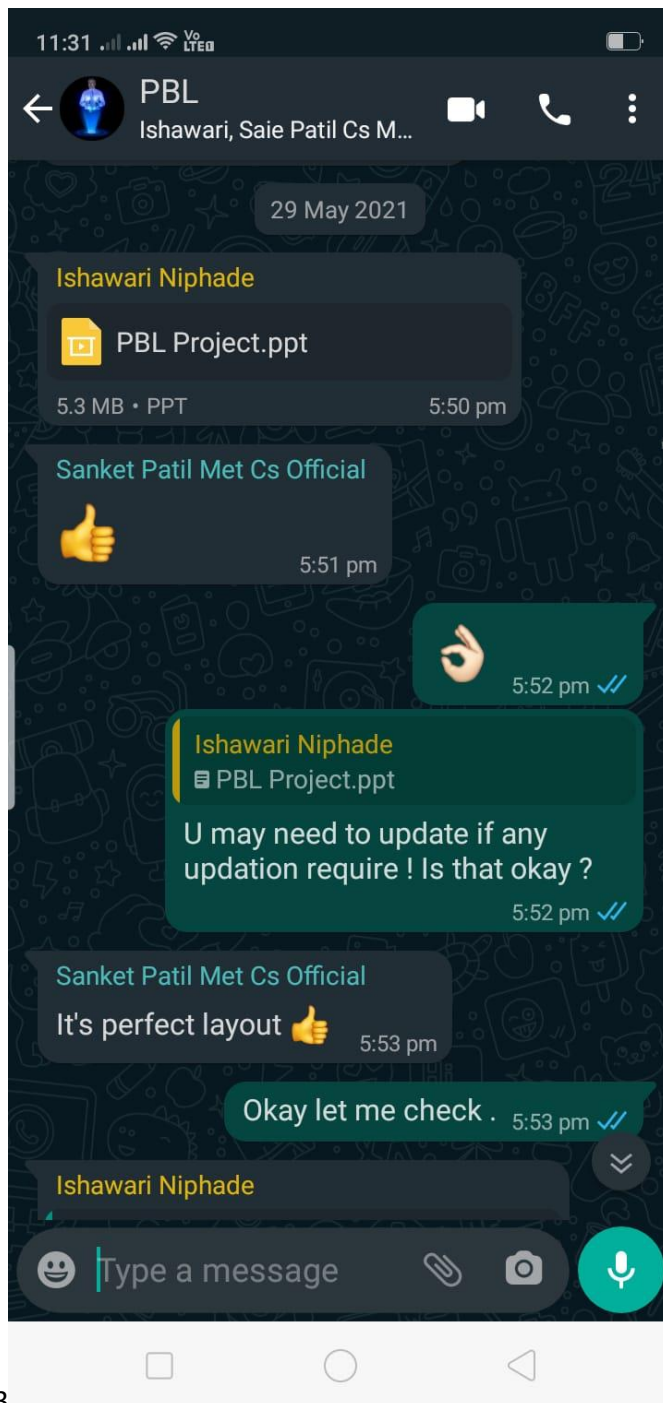 11:31
Vo
LTE
PBL
Ishawari, Saie Patil Cs M...
29 May 2021
Ishawari Niphade
PBL Project.ppt
5.3 MB • PPT
5:50 pm
Sanket Patil Met Cs Official
👍
5:51 pm
👌🏻
5:52 pm
Ishawari Niphade
PBL Project.ppt
U may need to update if any
updation require ! Is that okay ?
5:52 pm
Sanket Patil Met Cs Official
It's perfect layout 👍
5:53 pm
Okay let me check .
5:53 pm
Ishawari Niphade
Type a message